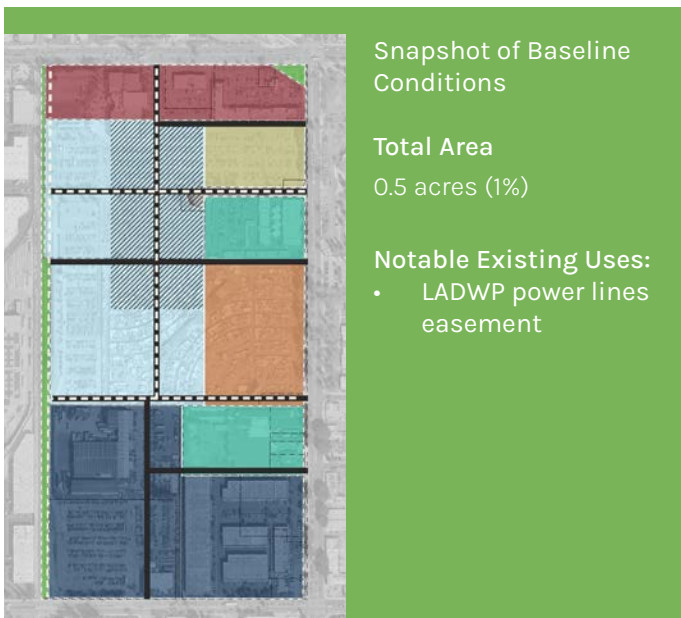 Snapshot of Baseline
Conditions
Total Area
0.5 acres (1%)
Notable Existing Uses:
• LADWP power lines
easement